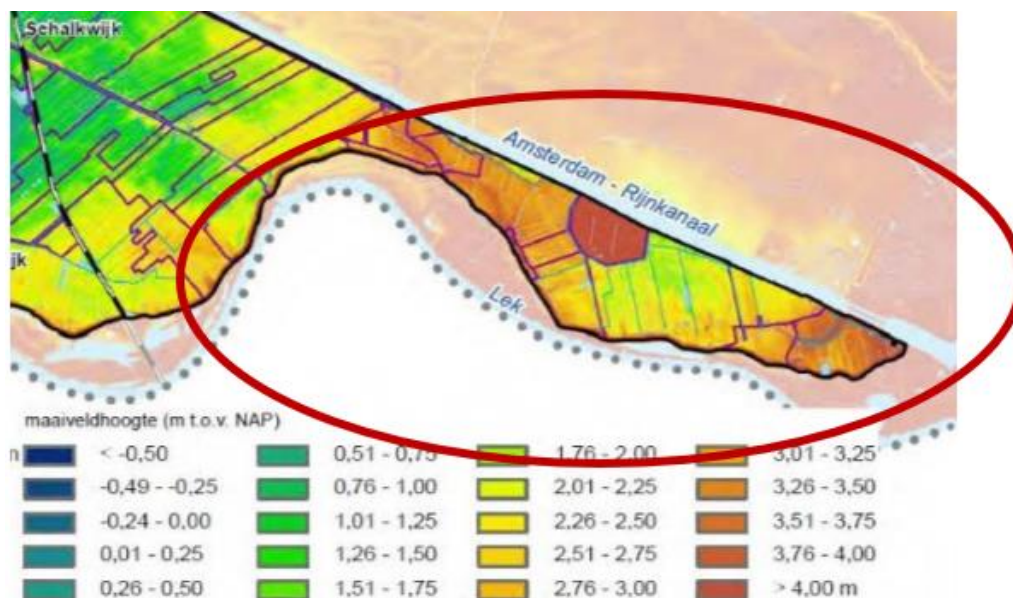 Schalkwijk
Amsterdam - Rijnkanaal
jk
Lek
maaiveldhoogte (m t.o.v. NAP)
n < -0,50 0,51 - 0,75 1,76 - 2,00 3,01 - 3,25
-0,49 - -0,25 0,76 - 1,00 2,01 - 2,25 3,26 - 3,50
-0,24 - 0,00 1,01 - 1,25 2,26 - 2,50 3,51 - 3,75
0,01 - 0,25 1,26 - 1,50 2,51 - 2,75 3,76 - 4,00
0,26 - 0,50 1,51 - 1,75 2,76 - 3,00 > 4,00 m